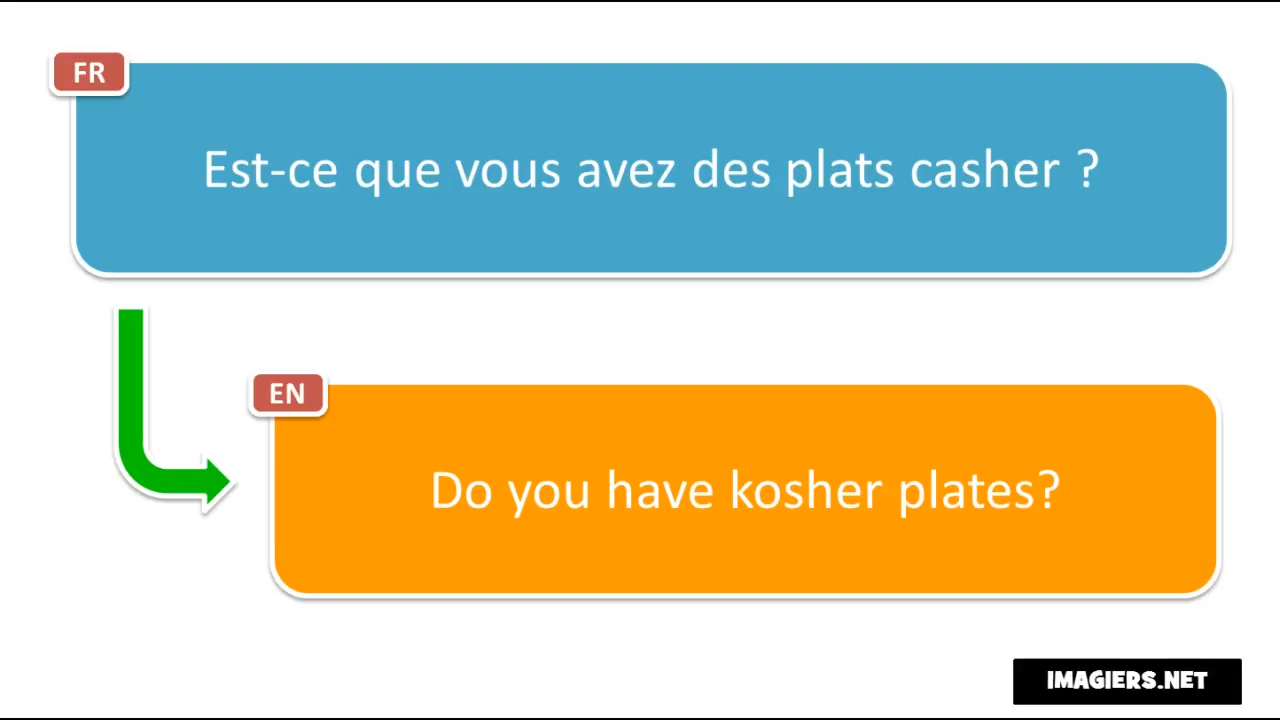 FR
Est-ce que vous avez des plats casher ?
EN
Do you have kosher plates?
IMAGIERS.NET